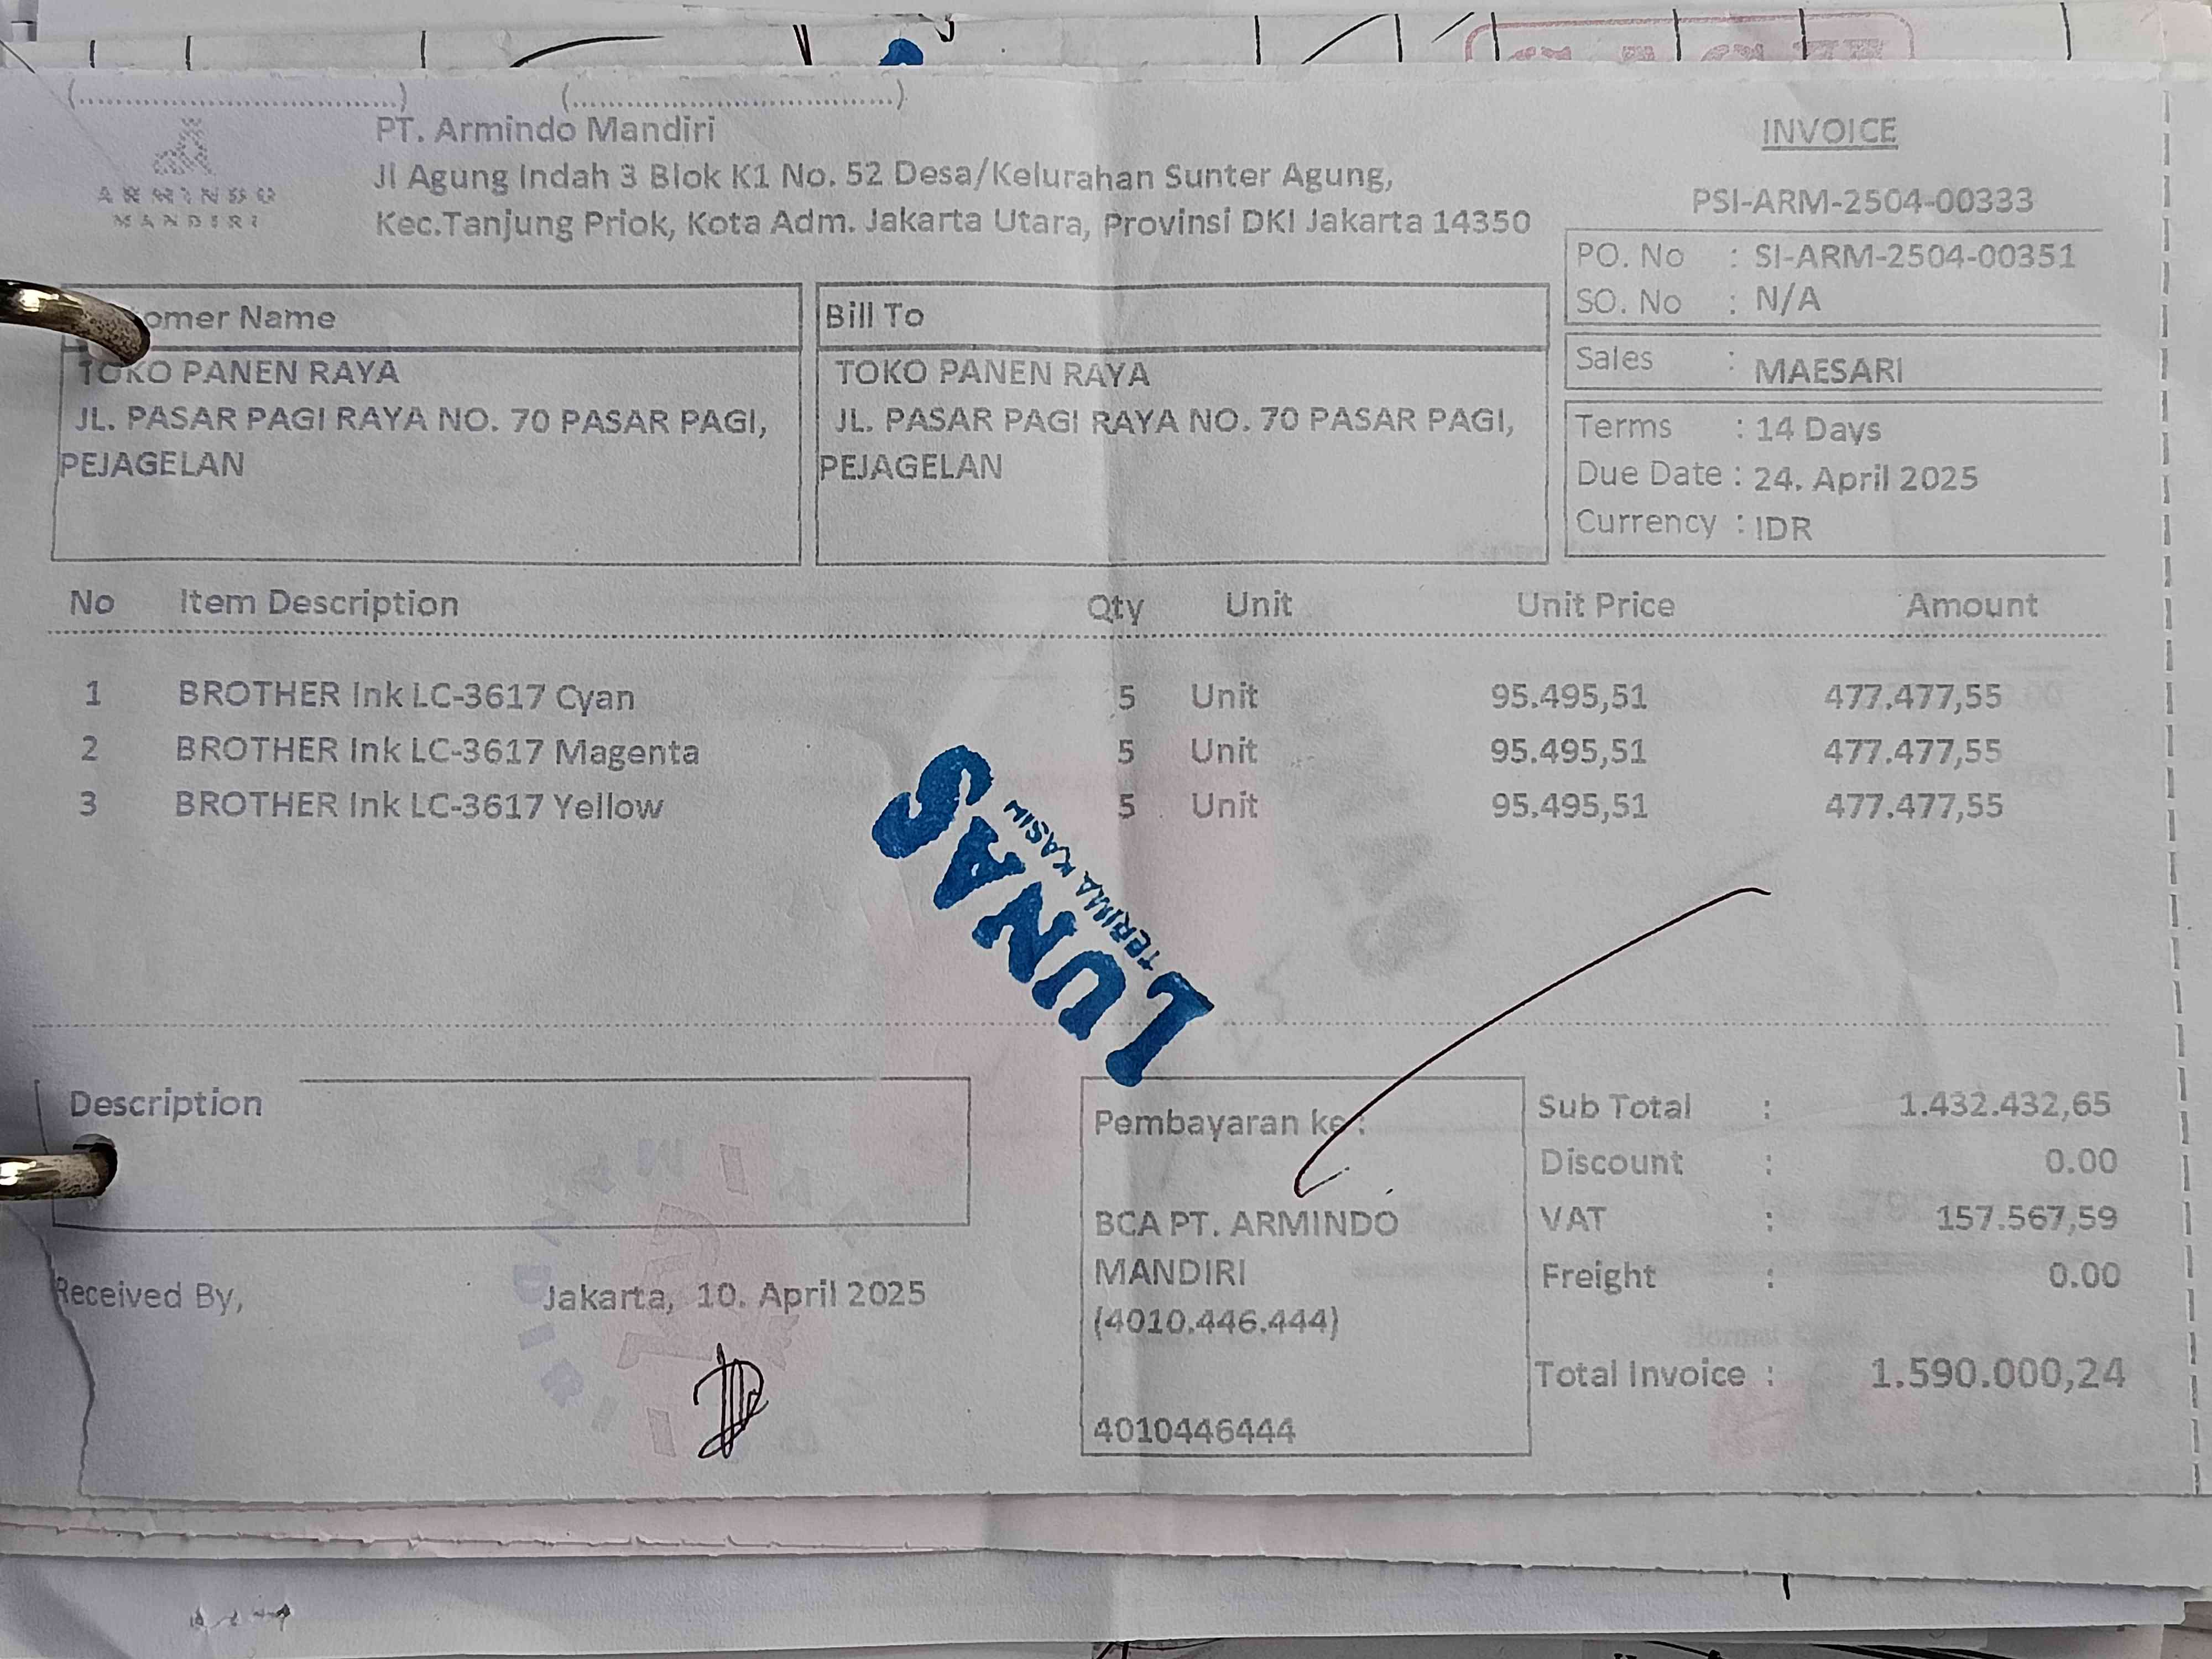 (................................) (................................)
ARMINDO
MANDIRI
PT. Armindo Mandiri
Jl Agung Indah 3 Blok K1 No. 52 Desa/Kelurahan Sunter Agung,
Kec.Tanjung Priok, Kota Adm. Jakarta Utara, Provinsi DKI Jakarta 14350
INVOICE
PSI-ARM-2504-00333
PO. No : SI-ARM-2504-00351
SO. No : N/A
Sales : MAESARI
Terms : 14 Days
Due Date : 24. April 2025
Currency : IDR
omer Name
TOKO PANEN RAYA
JL. PASAR PAGI RAYA NO. 70 PASAR PAGI,
PEJAGELAN
Bill To
TOKO PANEN RAYA
JL. PASAR PAGI RAYA NO. 70 PASAR PAGI,
PEJAGELAN
No Item Description Qty Unit Unit Price Amount
1 BROTHER Ink LC-3617 Cyan 5 Unit 95.495,51 477.477,55
2 BROTHER Ink LC-3617 Magenta 5 Unit 95.495,51 477.477,55
3 BROTHER Ink LC-3617 Yellow 5 Unit 95.495,51 477.477,55
LUNAS
TERIMA KASIH
Description
Received By,
Jakarta, 10. April 2025
Pembayaran ke :
BCA PT. ARMINDO
MANDIRI
(4010.446.444)
4010446444
Sub Total : 1.432.432,65
Discount : 0.00
VAT : 157.567,59
Freight : 0.00
Total Invoice : 1.590.000,24